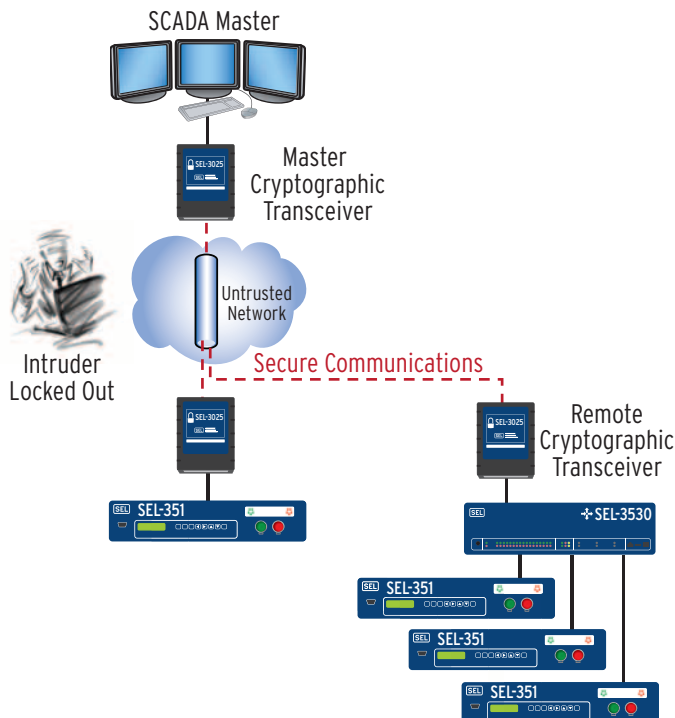 SCADA Master
SEL-3025
SEL
Master
Cryptographic
Transceiver
Untrusted
Network
Intruder
Locked Out
Secure Communications
SEL-3025
SEL
SEL-3025
SEL
Remote
Cryptographic
Transceiver
SEL SEL-351
SEL SEL-3530
SEL SEL-351
SEL SEL-351
SEL SEL-351